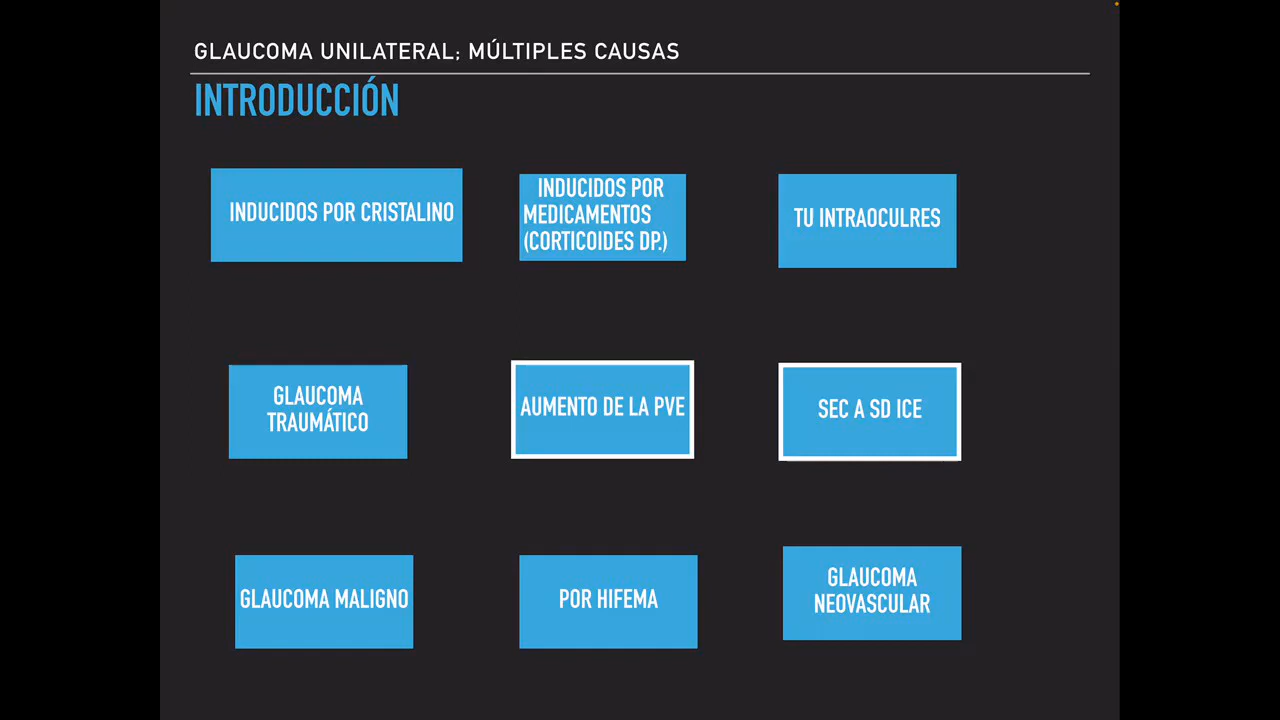 GLAUCOMA UNILATERAL; MÚLTIPLES CAUSAS
INTRODUCCIÓN
INDUCIDOS POR CRISTALINO
INDUCIDOS POR
MEDICAMENTOS
(CORTICOIDES DP.)
TU INTRAOCULRES
GLAUCOMA
TRAUMÁTICO
AUMENTO DE LA PVE
SEC A SD ICE
GLAUCOMA MALIGNO
POR HIFEMA
GLAUCOMA
NEOVASCULAR